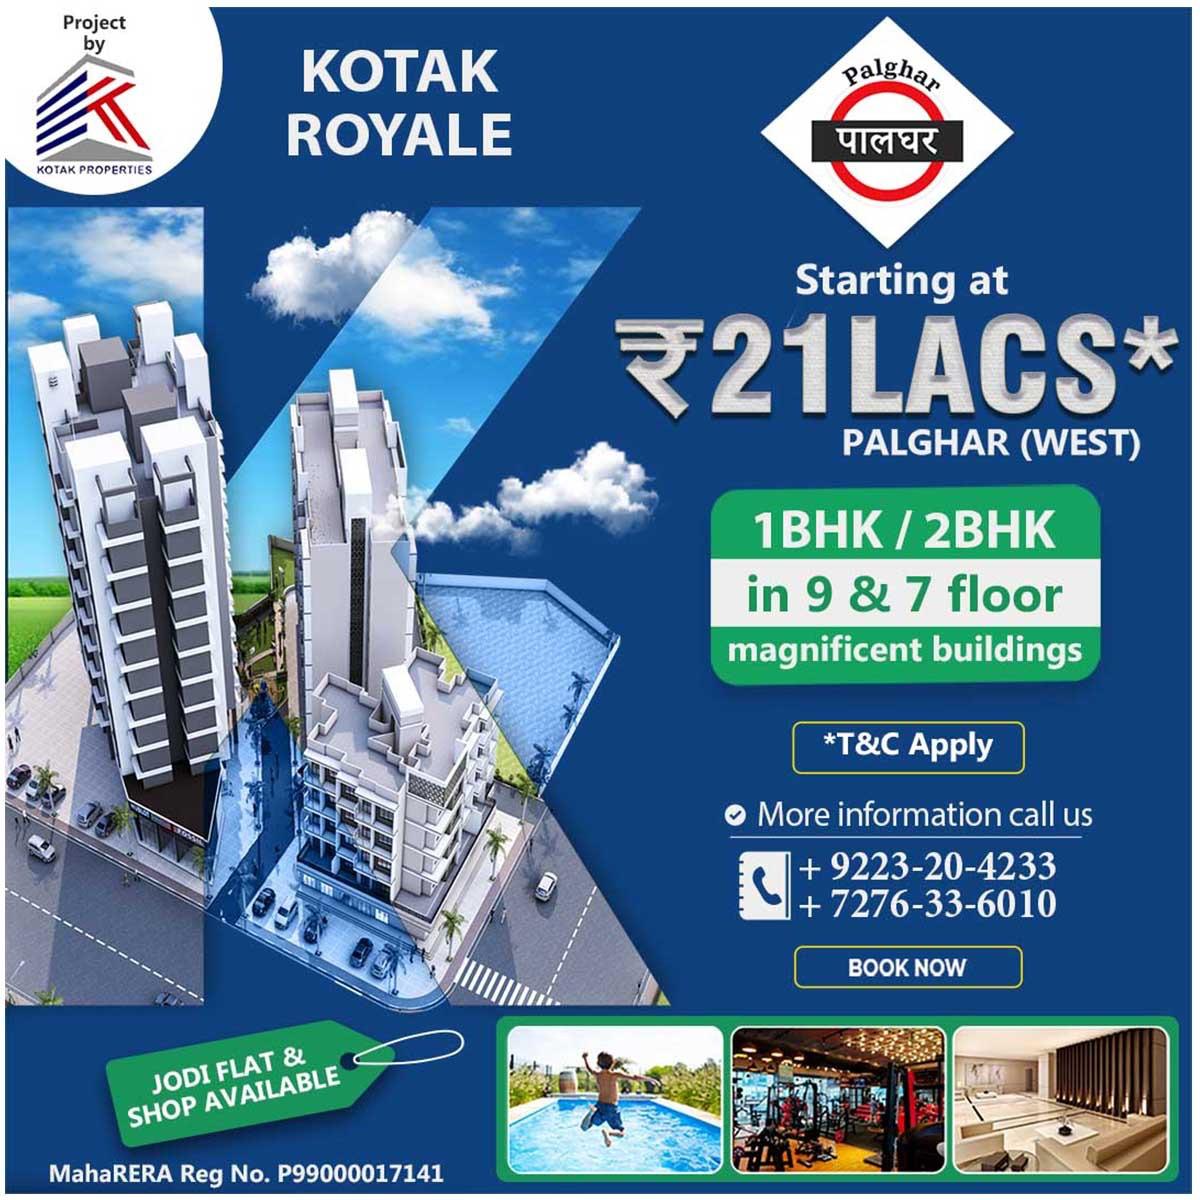 Project
by
KOTAK PROPERTIES
KOTAK
ROYALE
Palghar
पालघर
Starting at
₹21LACS*
PALGHAR (WEST)
1BHK / 2BHK
in 9 & 7 floor
magnificent buildings
*T&C Apply
More information call us
+ 9223-20-4233
+ 7276-33-6010
BOOK NOW
JODI FLAT &
SHOP AVAILABLE
MahaRERA Reg No. P99000017141